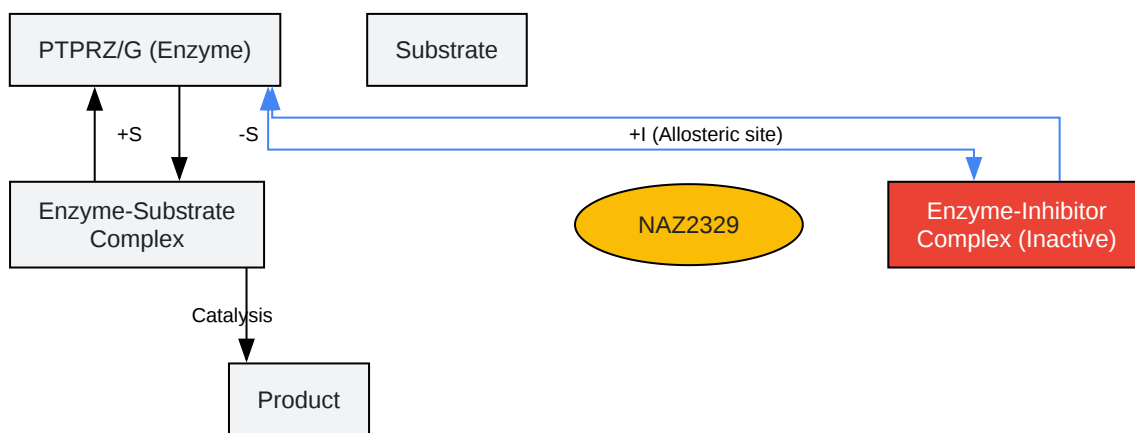 PTPRZ/G (Enzyme)
Substrate
+S
-S
+I (Allosteric site)
Enzyme-Substrate
Complex
NAZ2329
Enzyme-Inhibitor
Complex (Inactive)
Catalysis
Product